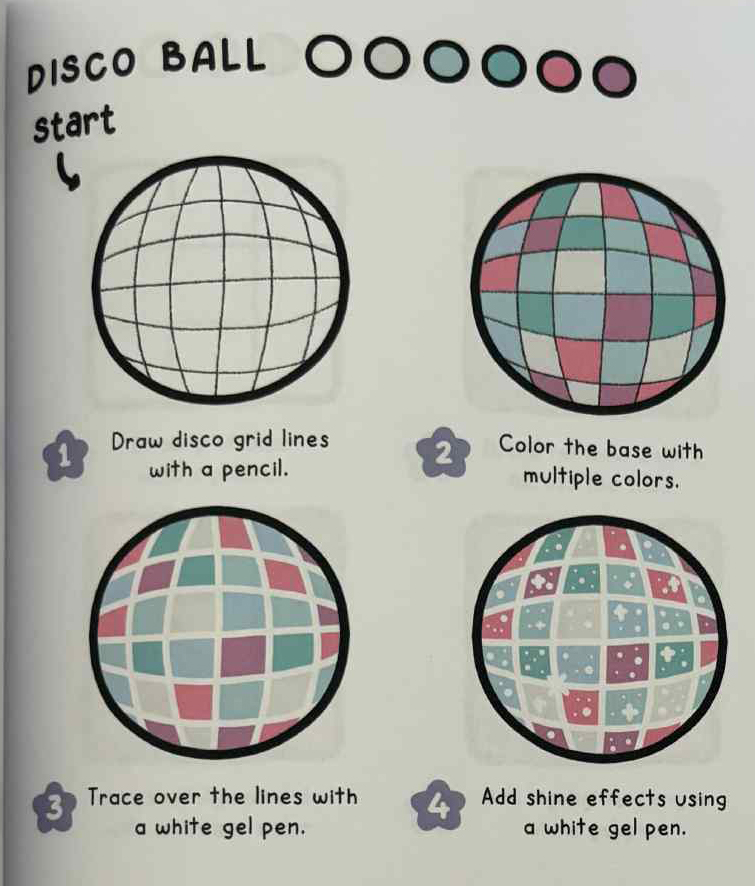 DISCO BALL
start
1 Draw disco grid lines
with a pencil.
2 Color the base with
multiple colors.
3 Trace over the lines with
a white gel pen.
4 Add shine effects using
a white gel pen.